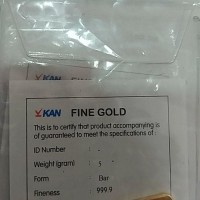 KAN FINE
KAN FINE GOLD
This is to certify that product accompanying is
of guaranteed to meet the specifications of :
ID Number -
Weight (gram) 5
Form Bar
Fineness 999.9